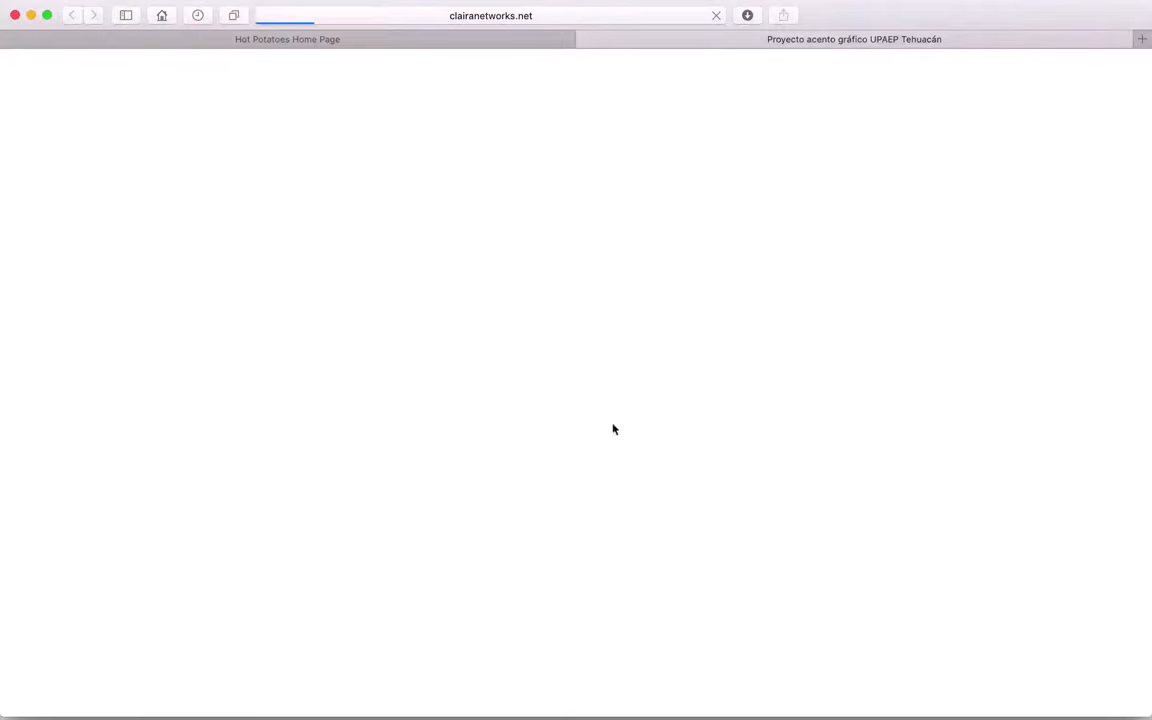 clairanetworks.net
Hot Potatoes Home Page
Proyecto acento gráfico UPAEP Tehuacán